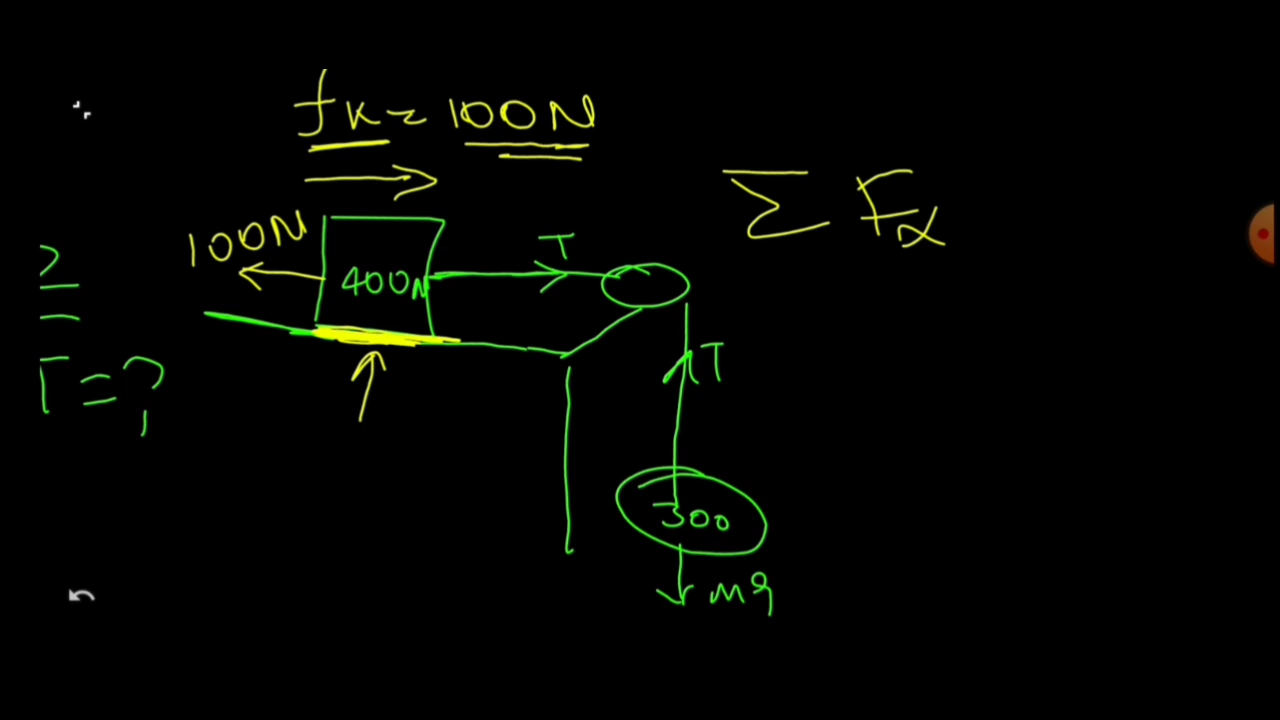 fk = 100N
ΣFx
100N
T
400N
T = ?
T
300
mg